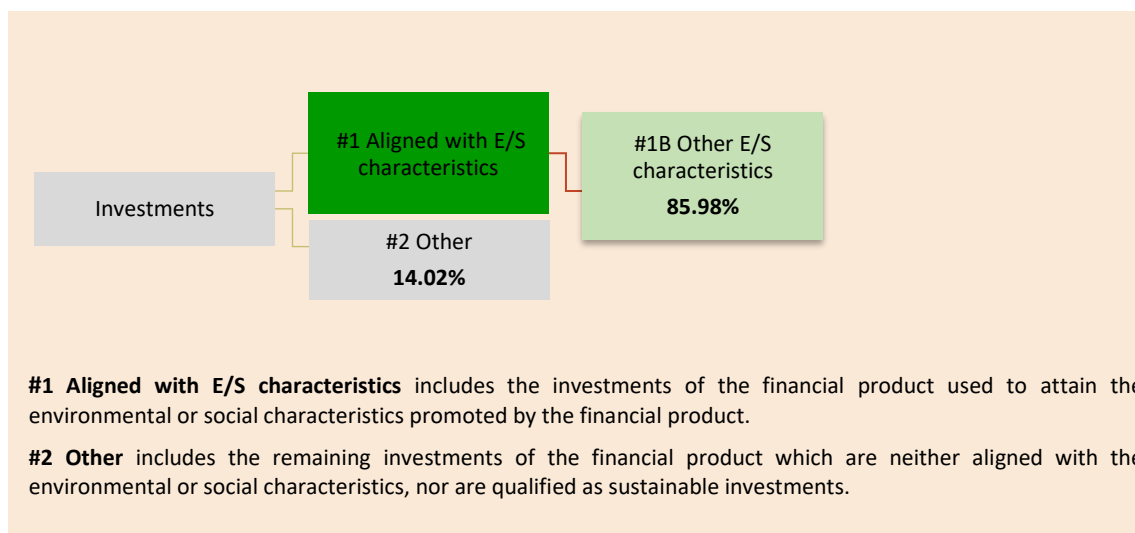 Investments
#1 Aligned with E/S
characteristics
#2 Other
14.02%
#1B Other E/S
characteristics
85.98%
#1 Aligned with E/S characteristics includes the investments of the financial product used to attain the
environmental or social characteristics promoted by the financial product.
#2 Other includes the remaining investments of the financial product which are neither aligned with the
environmental or social characteristics, nor are qualified as sustainable investments.